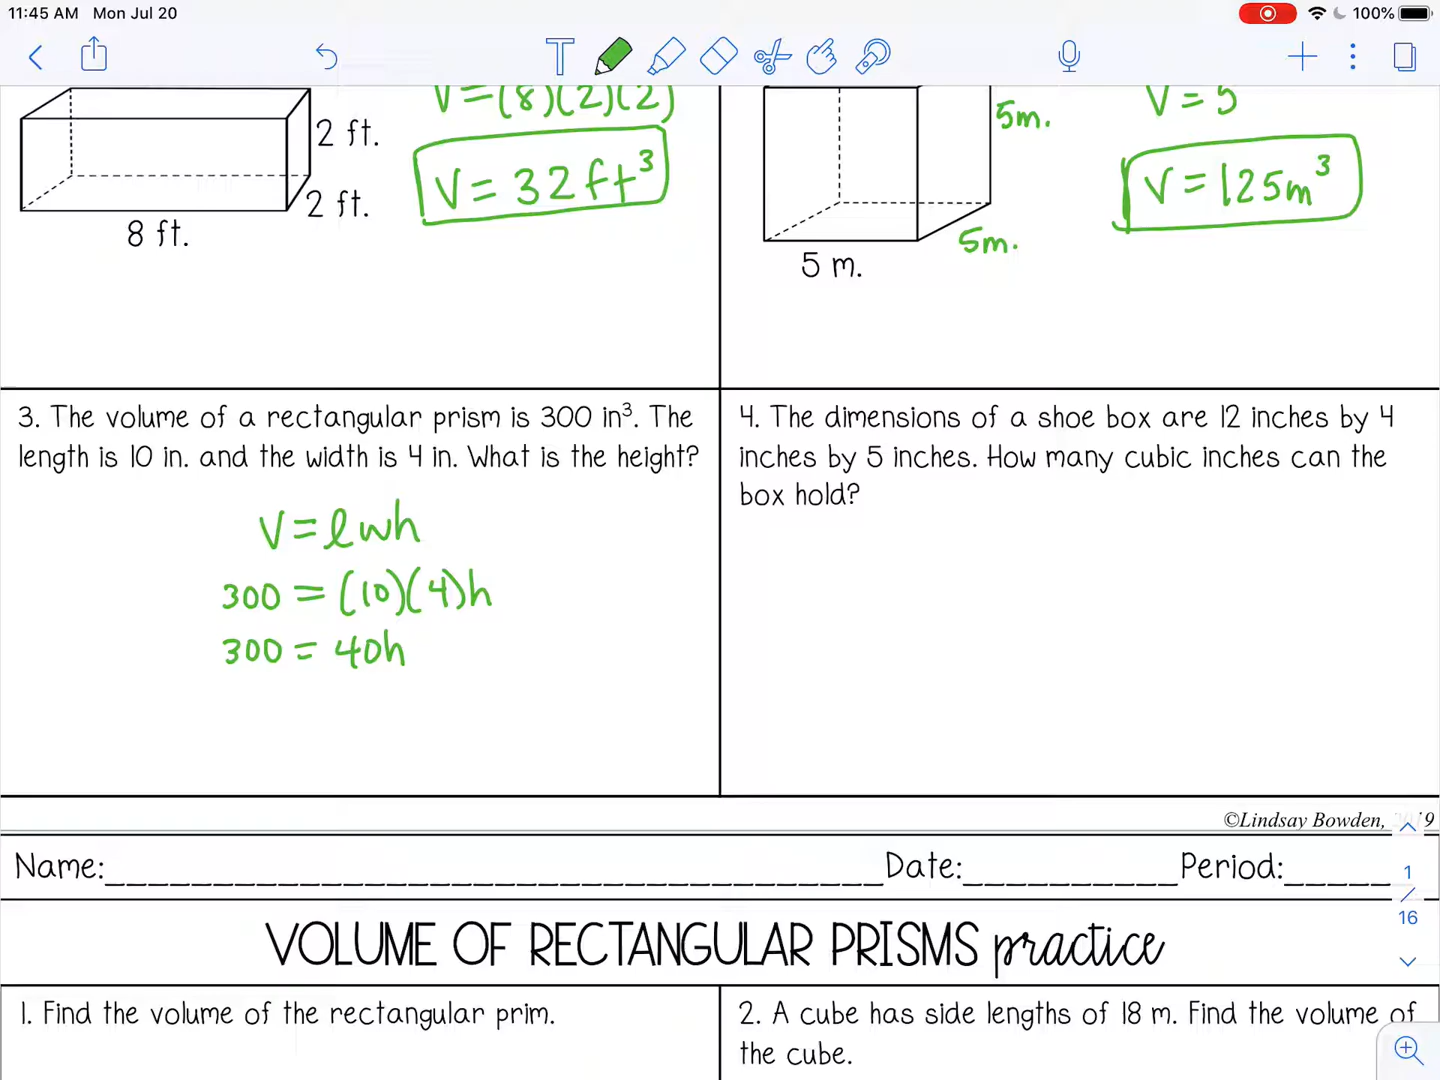 11:45 AM Mon Jul 20
100%
V=(8)(2)(2)
2 ft.
V=32ft³
2 ft.
8 ft.
5m.
V=5
V=125m³
5m.
5 m.
3. The volume of a rectangular prism is 300 in³. The
length is 10 in. and the width is 4 in. What is the height?
V=lwh
300 = (10)(4)h
300 = 40h
4. The dimensions of a shoe box are 12 inches by 4
inches by 5 inches. How many cubic inches can the
box hold?
©Lindsay Bowden,
Name: Date: Period:
1
/
16
VOLUME OF RECTANGULAR PRISMS practice
1. Find the volume of the rectangular prim.
2. A cube has side lengths of 18 m. Find the volume of
the cube.